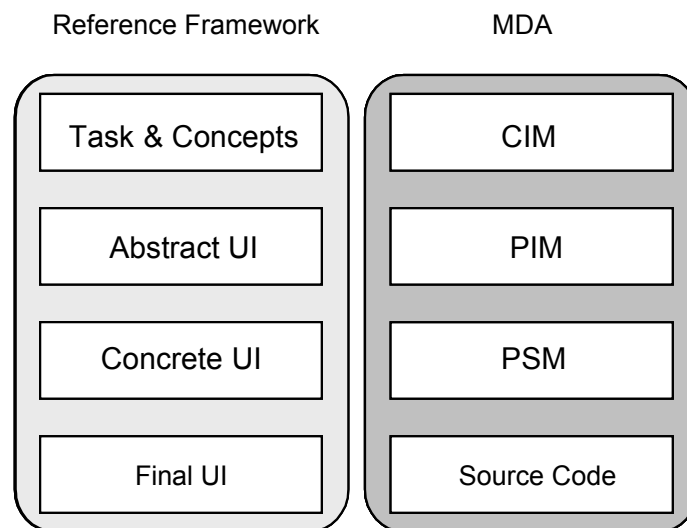 Reference Framework
MDA
Task & Concepts
CIM
Abstract UI
PIM
Concrete UI
PSM
Final UI
Source Code